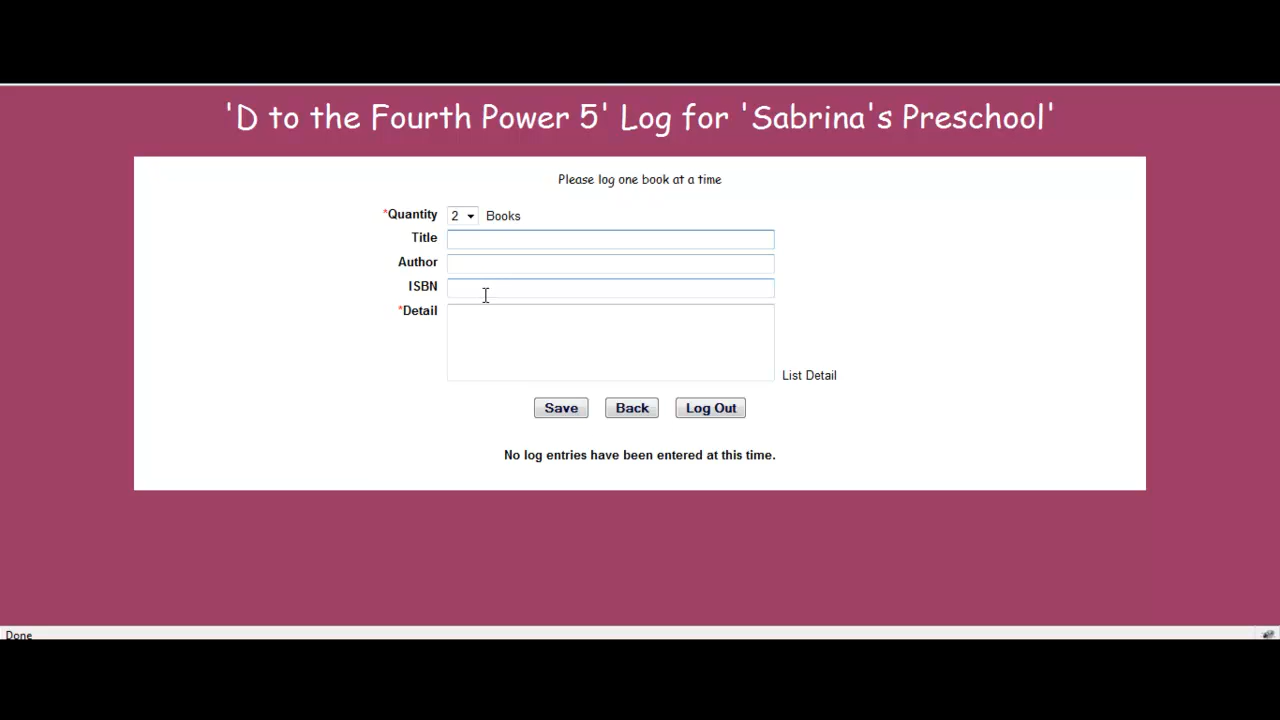 'D to the Fourth Power 5' Log for 'Sabrina's Preschool'
Please log one book at a time
*Quantity 2 Books
Title
Author
ISBN
*Detail
List Detail
Save Back Log Out
No log entries have been entered at this time.
Done